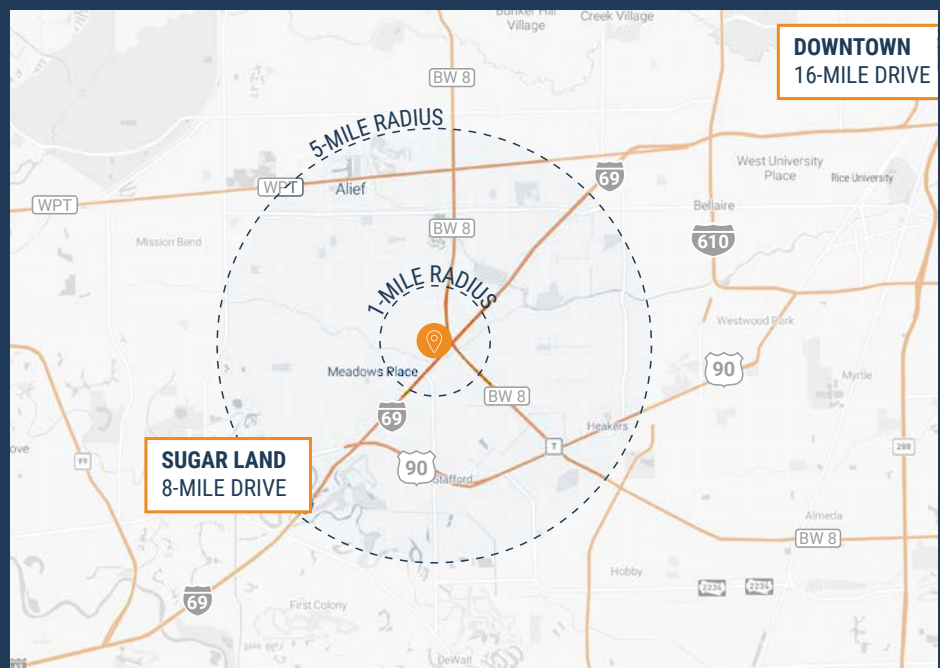 Bunker Hill
Village
Creek Village
DOWNTOWN
16-MILE DRIVE
BW 8
5-MILE RADIUS
WPT
Alief
69
West University
Place
Rice University
WPT
Bellaire
BW 8
610
Mission Bend
1-MILE RADIUS
Westwood Park
Meadows Place
90
Myrtle
BW 8
69
Heakers
ove
SUGAR LAND
8-MILE DRIVE
99
90
T
288
Stafford
Almeda
BW 8
Hobby
2234
2234
69
First Colony
DeWalt